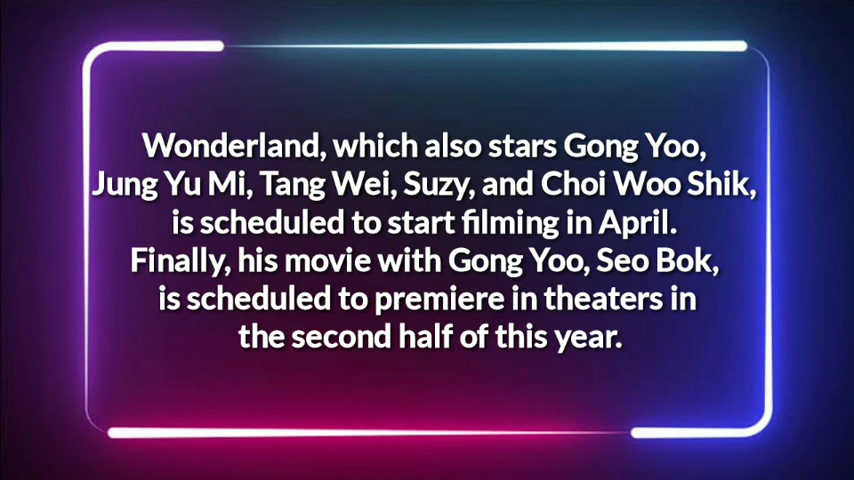 Wonderland, which also stars Gong Yoo,
Jung Yu Mi, Tang Wei, Suzy, and Choi Woo Shik,
is scheduled to start filming in April.
Finally, his movie with Gong Yoo, Seo Bok,
is scheduled to premiere in theaters in
the second half of this year.